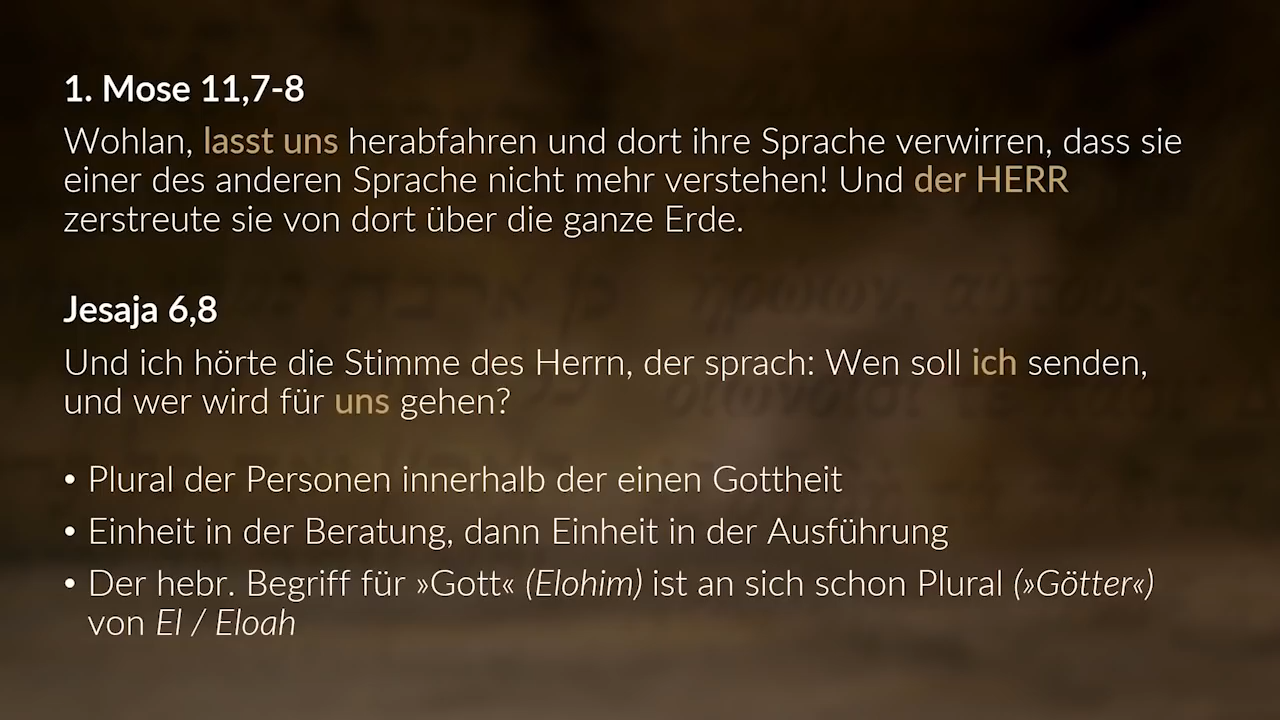 1. Mose 11,7-8
Wohlan, lasst uns herabfahren und dort ihre Sprache verwirren, dass sie
einer des anderen Sprache nicht mehr verstehen! Und der HERR
zerstreute sie von dort über die ganze Erde.
Jesaja 6,8
Und ich hörte die Stimme des Herrn, der sprach: Wen soll ich senden,
und wer wird für uns gehen?
• Plural der Personen innerhalb der einen Gottheit
• Einheit in der Beratung, dann Einheit in der Ausführung
• Der hebr. Begriff für »Gott« (Elohim) ist an sich schon Plural (»Götter«)
von El / Eloah